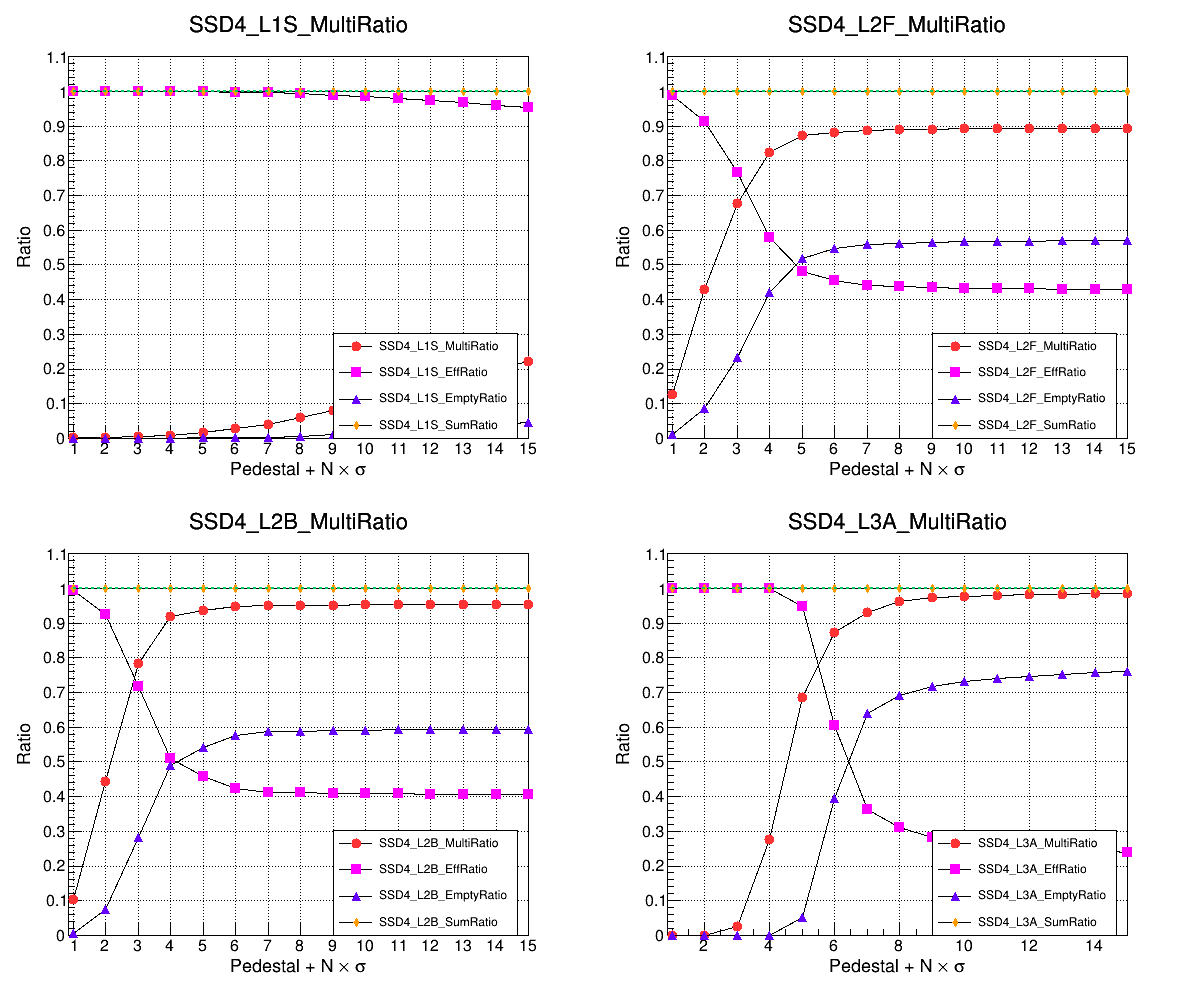 SSD4_L1S_MultiRatio
Ratio
1.1
1
0.9
0.8
0.7
0.6
0.5
0.4
0.3
0.2
0.1
0
SSD4_L1S_MultiRatio
SSD4_L1S_EffRatio
SSD4_L1S_EmptyRatio
SSD4_L1S_SumRatio
1 2 3 4 5 6 7 8 9 10 11 12 13 14 15
Pedestal + N × σ
SSD4_L2F_MultiRatio
Ratio
1.1
1
0.9
0.8
0.7
0.6
0.5
0.4
0.3
0.2
0.1
0
SSD4_L2F_MultiRatio
SSD4_L2F_EffRatio
SSD4_L2F_EmptyRatio
SSD4_L2F_SumRatio
1 2 3 4 5 6 7 8 9 10 11 12 13 14 15
Pedestal + N × σ
SSD4_L2B_MultiRatio
Ratio
1.1
1
0.9
0.8
0.7
0.6
0.5
0.4
0.3
0.2
0.1
0
SSD4_L2B_MultiRatio
SSD4_L2B_EffRatio
SSD4_L2B_EmptyRatio
SSD4_L2B_SumRatio
1 2 3 4 5 6 7 8 9 10 11 12 13 14 15
Pedestal + N × σ
SSD4_L3A_MultiRatio
Ratio
1.1
1
0.9
0.8
0.7
0.6
0.5
0.4
0.3
0.2
0.1
0
SSD4_L3A_MultiRatio
SSD4_L3A_EffRatio
SSD4_L3A_EmptyRatio
SSD4_L3A_SumRatio
2 4 6 8 10 12 14
Pedestal + N × σ